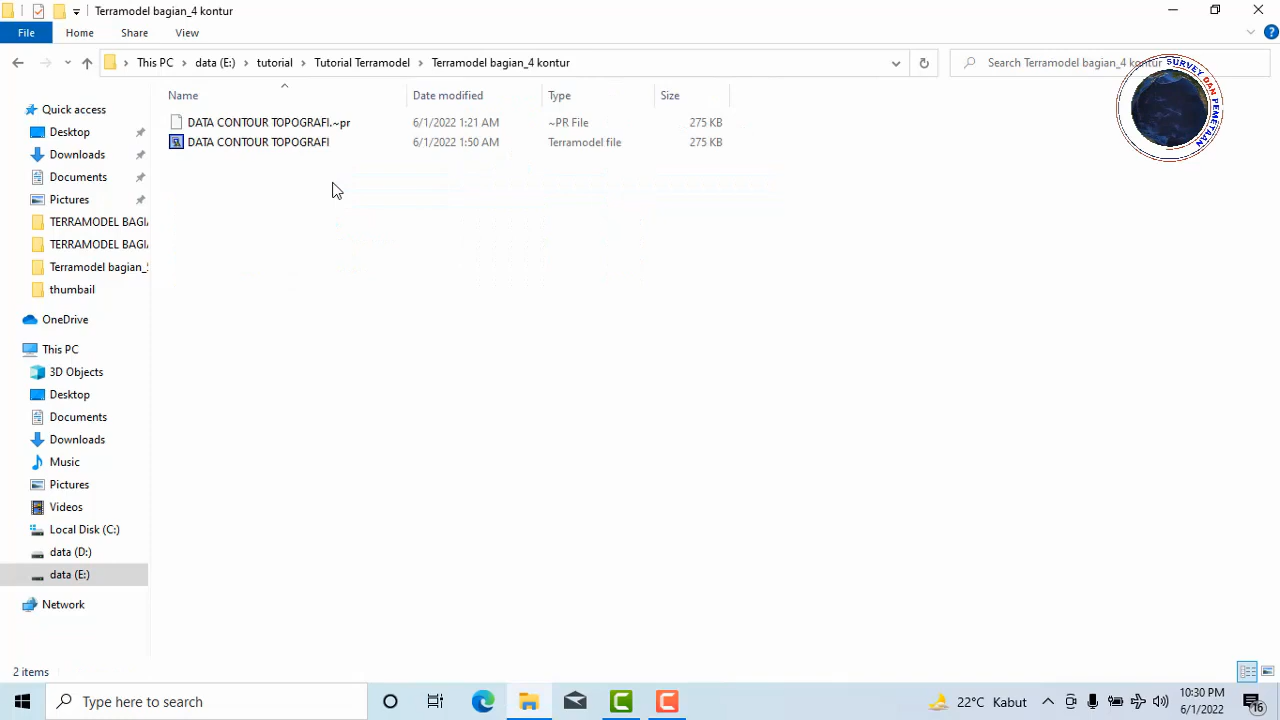 Terramodel bagian_4 kontur
File Home Share View
This PC data (E:) tutorial Tutorial Terramodel Terramodel bagian_4 kontur
Search Terramodel bagian_4 kontur
SURVEY DAN PEMETAAN
Name Date modified Type Size
DATA CONTOUR TOPOGRAFI.~pr 6/1/2022 1:21 AM ~PR File 275 KB
DATA CONTOUR TOPOGRAFI 6/1/2022 1:50 AM Terramodel file 275 KB
Quick access
Desktop
Downloads
Documents
Pictures
TERRAMODEL BAGIA
TERRAMODEL BAGIA
Terramodel bagian_5
thumbail
OneDrive
This PC
3D Objects
Desktop
Documents
Downloads
Music
Pictures
Videos
Local Disk (C:)
data (D:)
data (E:)
Network
2 items
Type here to search
22°C Kabut
10:30 PM
6/1/2022
16